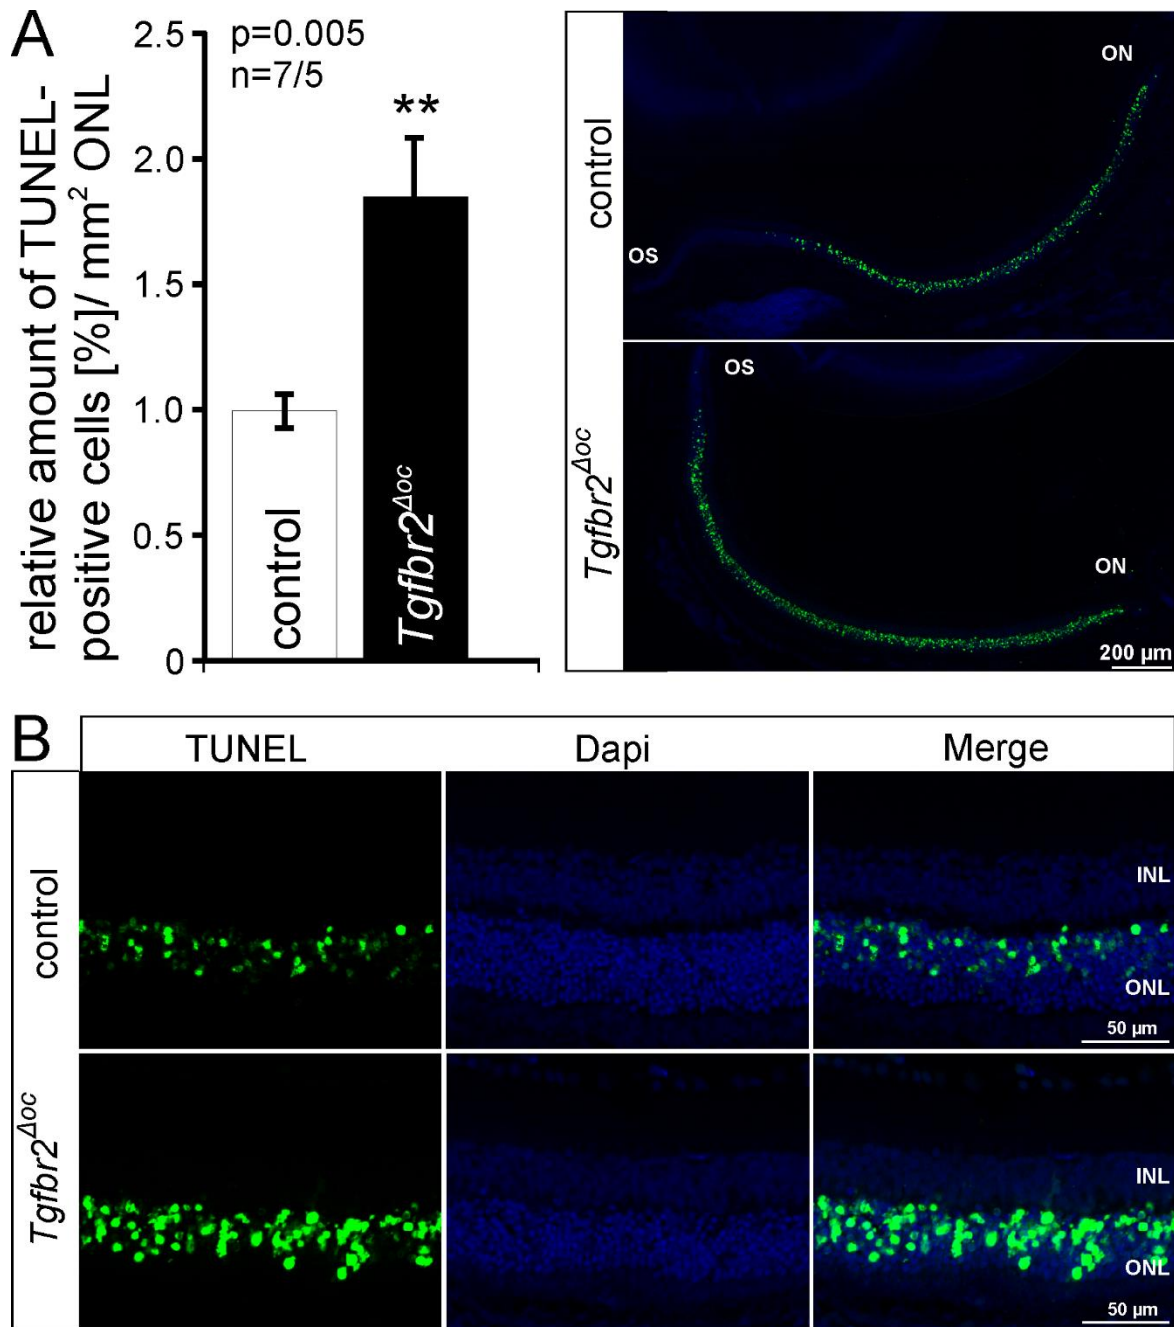 A
relative amount of TUNEL-
positive cells [%]/ mm² ONL
2.5
2.0
1.5
1.0
0.5
0
p=0.005
n=7/5
**
control
Tgfbr2Δoc
control
ON
OS
Tgfbr2Δoc
OS
ON
200 µm
B
TUNEL
Dapi
Merge
control
INL
ONL
50 µm
Tgfbr2Δoc
INL
ONL
50 µm